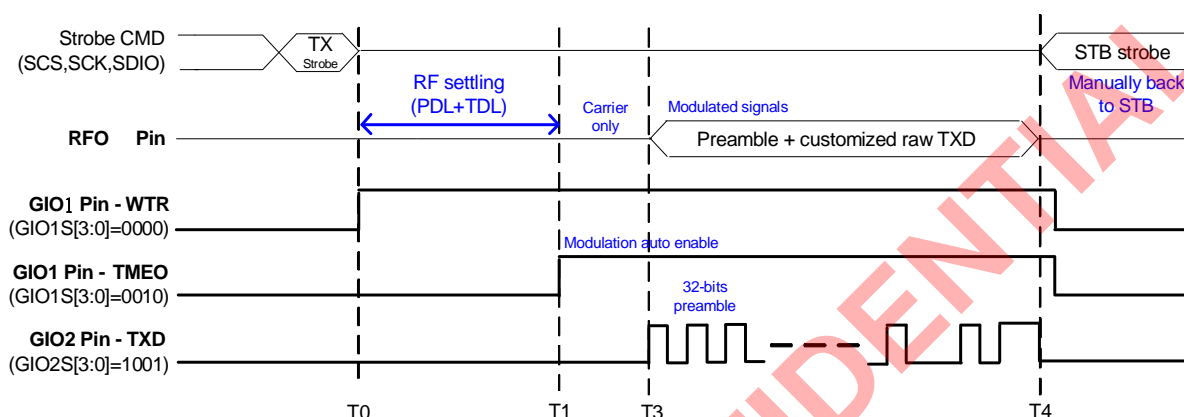 Strobe CMD
(SCS,SCK,SDIO)
TX
Strobe
STB strobe
RF settling
(PDL+TDL)
Manually back
to STB
Carrier
only
Modulated signals
RFO Pin
Preamble + customized raw TXD
GIO1 Pin - WTR
(GIO1S[3:0]=0000)
Modulation auto enable
GIO1 Pin - TMEO
(GIO1S[3:0]=0010)
32-bits
preamble
GIO2 Pin - TXD
(GIO2S[3:0]=1001)
T0 T1 T3 T4